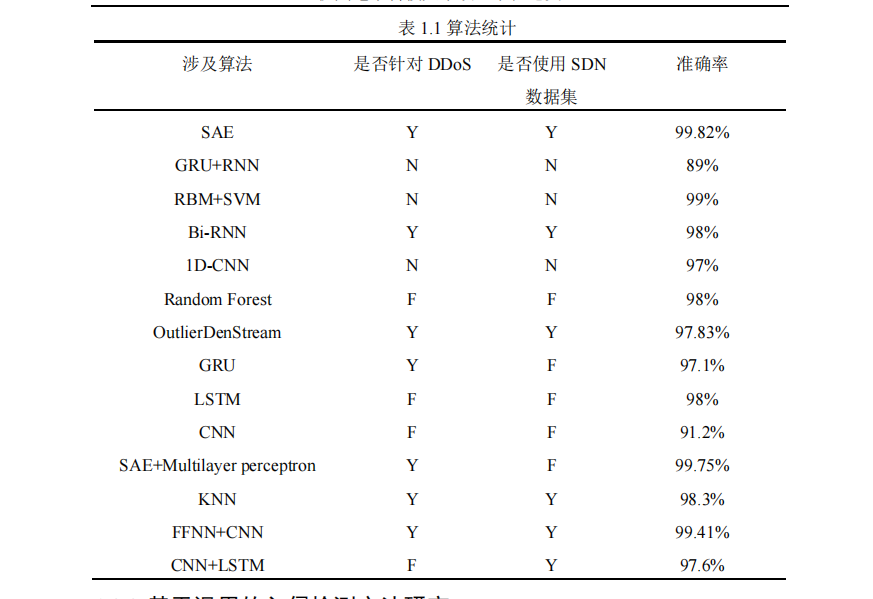 表 1.1 算法统计
涉及算法 是否针对 DDoS 是否使用 SDN 准确率
数据集
SAE Y Y 99.82%
GRU+RNN N N 89%
RBM+SVM N N 99%
Bi-RNN Y Y 98%
1D-CNN N N 97%
Random Forest F F 98%
OutlierDenStream Y Y 97.83%
GRU Y F 97.1%
LSTM F F 98%
CNN F F 91.2%
SAE+Multilayer perceptron Y F 99.75%
KNN Y Y 98.3%
FFNN+CNN Y Y 99.41%
CNN+LSTM F Y 97.6%